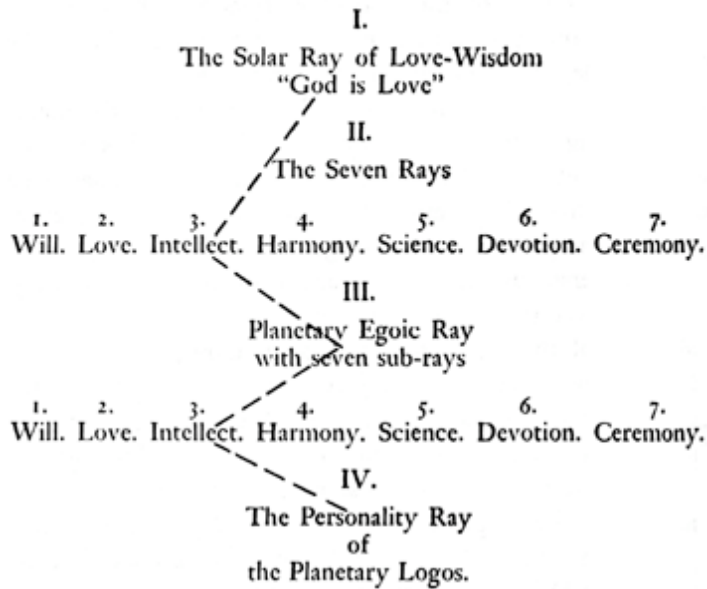 I.
The Solar Ray of Love-Wisdom
“God is Love”
II.
The Seven Rays
1. 2. 3. 4. 5. 6. 7.
Will. Love. Intellect. Harmony. Science. Devotion. Ceremony.
III.
Planetary Egoic Ray
with seven sub-rays
1. 2. 3. 4. 5. 6. 7.
Will. Love. Intellect. Harmony. Science. Devotion. Ceremony.
IV.
The Personality Ray
of
the Planetary Logos.